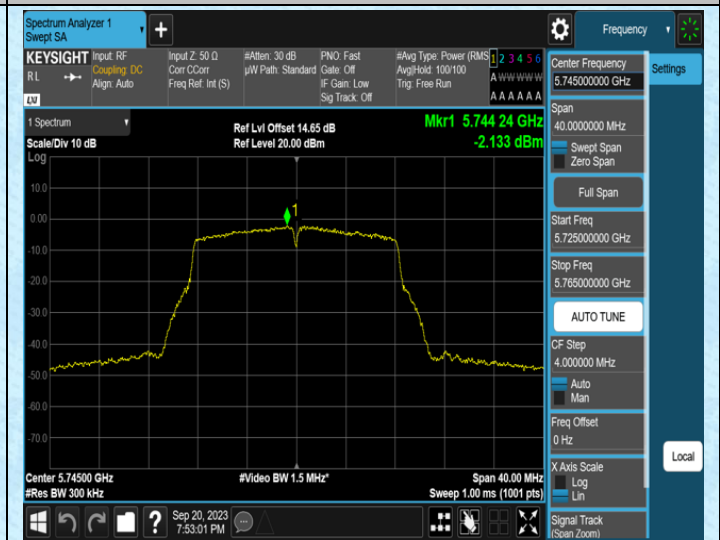 Spectrum Analyzer 1
Swept SA
+
Frequency
KEYSIGHT
RL
LXI
Input: RF
Coupling: DC
Align: Auto
Input Z: 50 Ω
Corr CCorr
Freq Ref: Int (S)
#Atten: 30 dB
µW Path: Standard
PNO: Fast
Gate: Off
IF Gain: Low
Sig Track: Off
#Avg Type: Power (RMS
Avg|Hold: 100/100
Trig: Free Run
1 2 3 4 5 6
A W W W W W
A A A A A A
1 Spectrum
Scale/Div 10 dB
Log
Ref Lvl Offset 14.65 dB
Ref Level 20.00 dBm
Mkr1 5.744 24 GHz
-2.133 dBm
1
10.0
0.00
-10.0
-20.0
-30.0
-40.0
-50.0
-60.0
-70.0
Center 5.74500 GHz
#Res BW 300 kHz
#Video BW 1.5 MHz*
Span 40.00 MHz
Sweep 1.00 ms (1001 pts)
Sep 20, 2023
7:53:01 PM
?
Center Frequency
5.745000000 GHz
Span
40.0000000 MHz
Swept Span
Zero Span
Full Span
Start Freq
5.725000000 GHz
Stop Freq
5.765000000 GHz
AUTO TUNE
CF Step
4.000000 MHz
Auto
Man
Freq Offset
0 Hz
X Axis Scale
Log
Lin
Signal Track
(Span Zoom)
Settings
Local